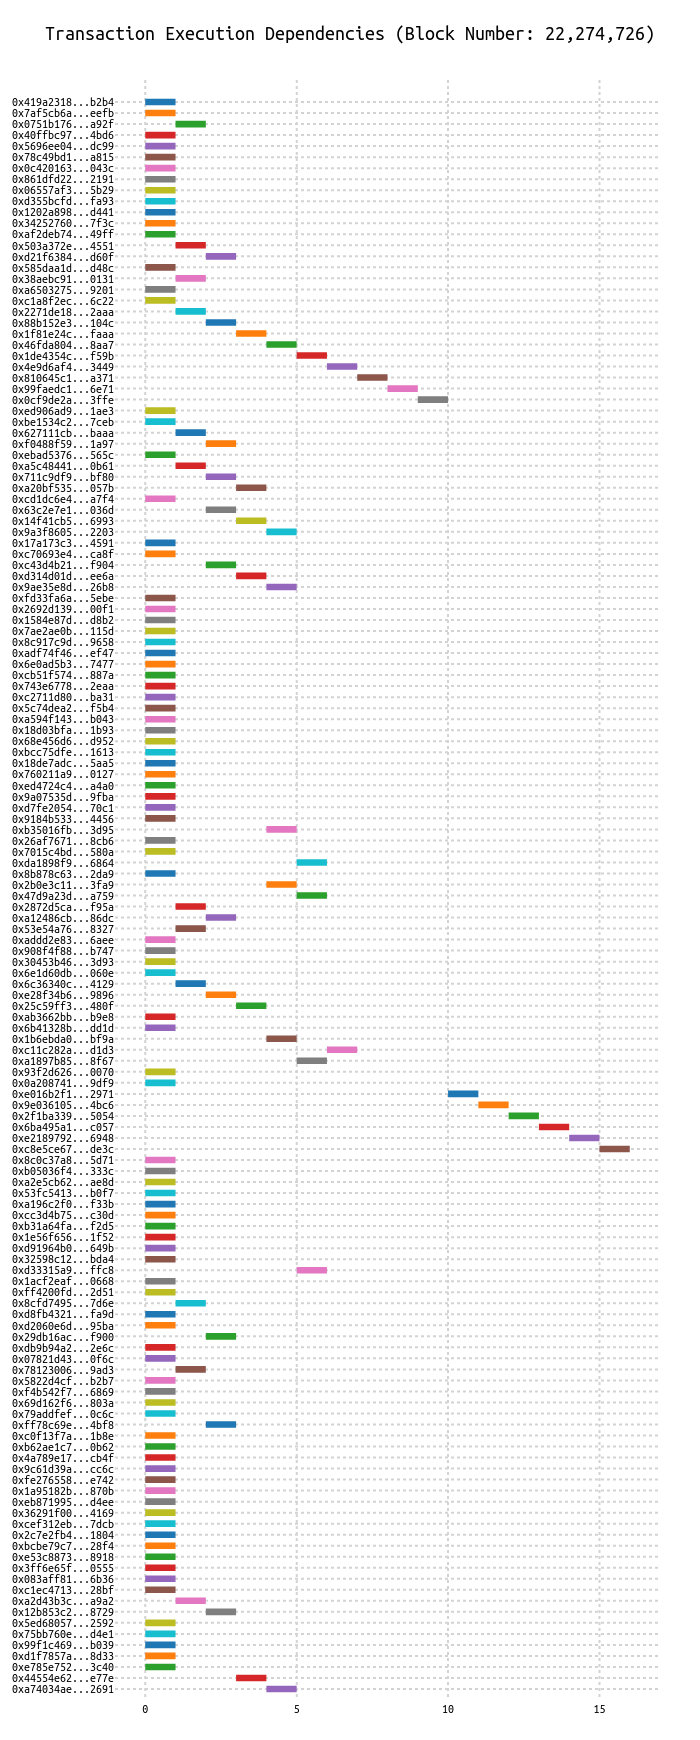 Transaction Execution Dependencies (Block Number: 22,274,726)
0x419a2318...b2b4
0x7af5cb6a...eefb
0x0751b176...a92f
0x40ffbc97...4bd6
0x5696ee04...dc99
0x78c49bd1...a815
0x0c420163...043c
0x861dfd22...2191
0x06557af3...5b29
0xd355bcfd...fa93
0x1202a898...d441
0x34252760...7f3c
0xaf2deb74...49ff
0x503a372e...4551
0xd21f6384...d60f
0x585daa1d...d48c
0x38aebc91...0131
0xa6503275...9201
0xc1a8f2ec...6c22
0x2271de18...2aaa
0x88b152e3...104c
0x1f81e24c...faaa
0x46fda804...8aa7
0x1de4354c...f59b
0x4e9d6af4...3449
0x810645c1...a371
0x99faedc1...6e71
0x0cf9de2a...3ffe
0xed906ad9...1ae3
0xbe1534c2...7ceb
0x627111cb...baaa
0xf0488f59...1a97
0xebad5376...565c
0xa5c48441...0b61
0x711c9df9...bf80
0xa20bf535...057b
0xcd1dc6e4...a7f4
0x63c2e7e1...036d
0x14f41cb5...6993
0x9a3f8605...2203
0x17a173c3...4591
0xc70693e4...ca8f
0xc43d4b21...f904
0xd314d01d...ee6a
0x9ae35e8d...26b8
0xfd33fa6a...5ebe
0x2692d139...00f1
0x1584e87d...d8b2
0x7ae2ae0b...115d
0x8c917c9d...9658
0xadf74f46...ef47
0x6e0ad5b3...7477
0xcb51f574...887a
0x743e6778...2eaa
0xc2711d80...ba31
0x5c74dea2...f5b4
0xa594f143...b043
0x18d03bfa...1b93
0x68e456d6...d952
0xbcc75dfe...1613
0x18de7adc...5aa5
0x760211a9...0127
0xed4724c4...a4a0
0x9a07535d...9fba
0xd7fe2054...70c1
0x9184b533...4456
0xb35016fb...3d95
0x26af7671...8cb6
0x7015c4bd...580a
0xda1898f9...6864
0x8b878c63...2da9
0x2b0e3c11...3fa9
0x47d9a23d...a759
0x2872d5ca...f95a
0xa12486cb...86dc
0x53e54a76...8327
0xaddd2e83...6aee
0x908f4f88...b747
0x30453b46...3d93
0x6e1d60db...060e
0x6c36340c...4129
0xe28f34b6...9896
0x25c59ff3...480f
0xab3662bb...b9e8
0x6b41328b...dd1d
0x1b6ebda0...bf9a
0xc11c282a...d1d3
0xa1897b85...8f67
0x93f2d626...0070
0x0a208741...9df9
0xe016b2f1...2971
0x9e036105...4bc6
0x2f1ba339...5054
0x6ba495a1...c057
0xe2189792...6948
0xc8e5ce67...de3c
0x8c0c37a8...5d71
0xb05036f4...333c
0xa2e5cb62...ae8d
0x53fc5413...b0f7
0xa196c2f0...f33b
0xcc3d4b75...c30d
0xb31a64fa...f2d5
0x1e56f656...1f52
0xd91964b0...649b
0x32598c12...bda4
0xd33315a9...ffc8
0x1acf2eaf...0668
0xff4200fd...2d51
0x8cfd7495...7d6e
0xd8fb4321...fa9d
0xd2060e6d...95ba
0x29db16ac...f900
0xdb9b94a2...2e6c
0x07821d43...0f6c
0x78123006...9ad3
0x5822d4cf...b2b7
0xf4b542f7...6869
0x69d162f6...803a
0x79addfef...0c6c
0xff78c69e...4bf8
0xc0f13f7a...1b8e
0xb62ae1c7...0b62
0x4a789e17...cb4f
0x9c61d39a...cc6c
0xfe276558...e742
0x1a95182b...870b
0xeb871995...d4ee
0x36291f00...4169
0xcef312eb...7dcb
0x2c7e2fb4...1804
0xbcbe79c7...28f4
0xe53c8873...8918
0x3ff6e65f...0555
0x083aff81...6b36
0xc1ec4713...28bf
0xa2d43b3c...a9a2
0x12b853c2...8729
0x5ed68057...2592
0x75bb760e...d4e1
0x99f1c469...b039
0xd1f7857a...8d33
0xe785e752...3c40
0x44554e62...e77e
0xa74034ae...2691
0 5 10 15